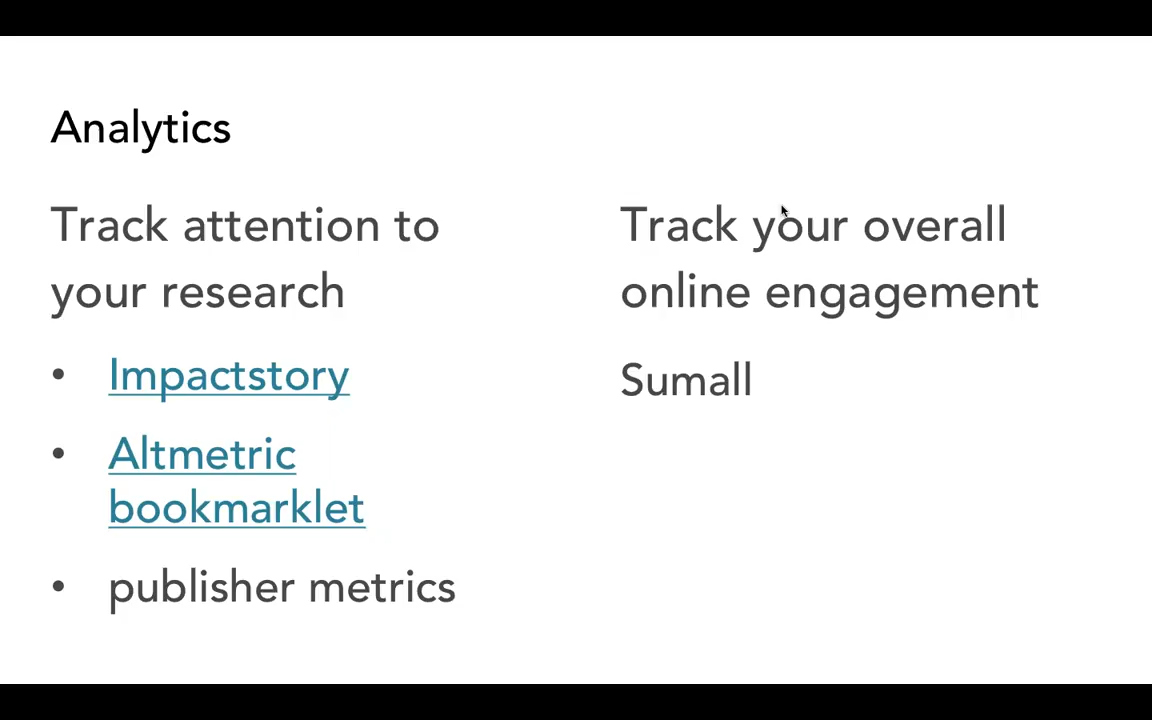 Analytics
Track attention to
your research
• Impactstory
• Altmetric
bookmarklet
• publisher metrics
Track your overall
online engagement
Sumall